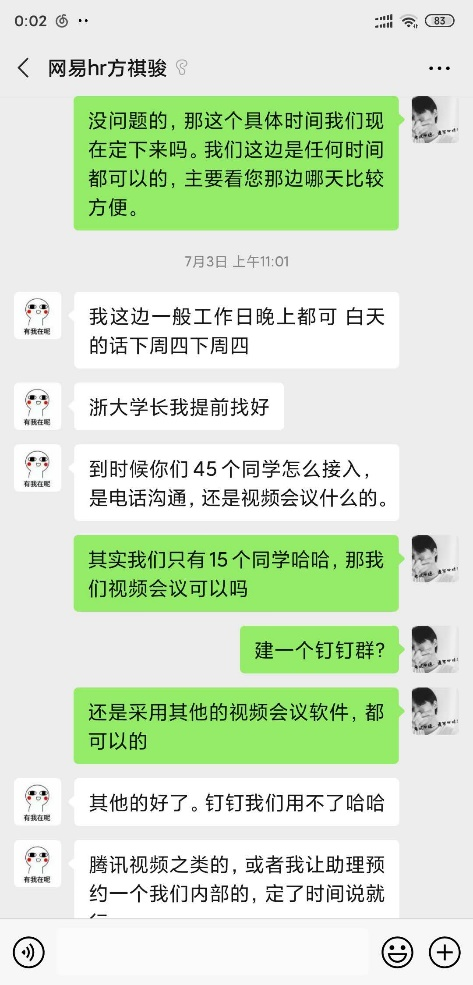 0:02
83
网易hr方祺骏
没问题的，那这个具体时间我们现
在定下来吗。我们这边是任何时间
都可以的，主要看您那边哪天比较
方便。
7月3日 上午11:01
我这边一般工作日晚上都可 白天
的话下周四下周四
有我在呢
浙大学长我提前找好
有我在呢
到时候你们 45 个同学怎么接入，
是电话沟通，还是视频会议什么的。
有我在呢
其实我们只有 15 个同学哈哈，那我
们视频会议可以吗
建一个钉钉群?
还是采用其他的视频会议软件，都
可以的
其他的好了。钉钉我们用不了哈哈
有我在呢
腾讯视频之类的，或者我让助理预
约一个我们内部的，定了时间说就
有我在呢
行